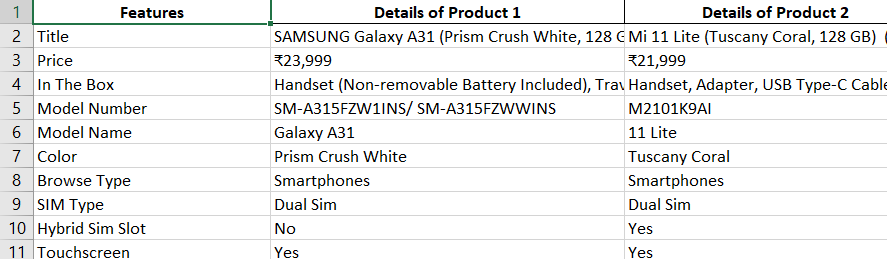 1 Features Details of Product 1 Details of Product 2
2 Title SAMSUNG Galaxy A31 (Prism Crush White, 128 G Mi 11 Lite (Tuscany Coral, 128 GB) (
3 Price ₹23,999 ₹21,999
4 In The Box Handset (Non-removable Battery Included), Trav Handset, Adapter, USB Type-C Cable
5 Model Number SM-A315FZW1INS/ SM-A315FZWWINS M2101K9AI
6 Model Name Galaxy A31 11 Lite
7 Color Prism Crush White Tuscany Coral
8 Browse Type Smartphones Smartphones
9 SIM Type Dual Sim Dual Sim
10 Hybrid Sim Slot No Yes
11 Touchscreen Yes Yes